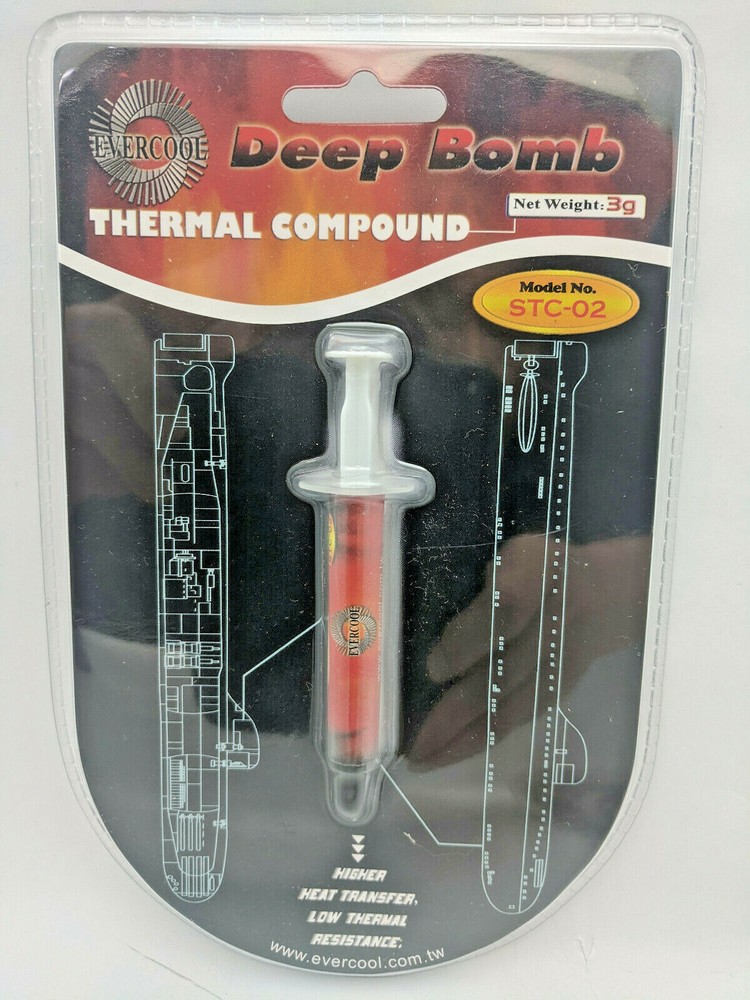 EVERCOOL
Deep Bomb
THERMAL COMPOUND
Net Weight: 3g
Model No.
STC-02
EVERCOOL
HIGHER
HEAT TRANSFER,
LOW THERMAL
RESISTANCE.
www.evercool.com.tw